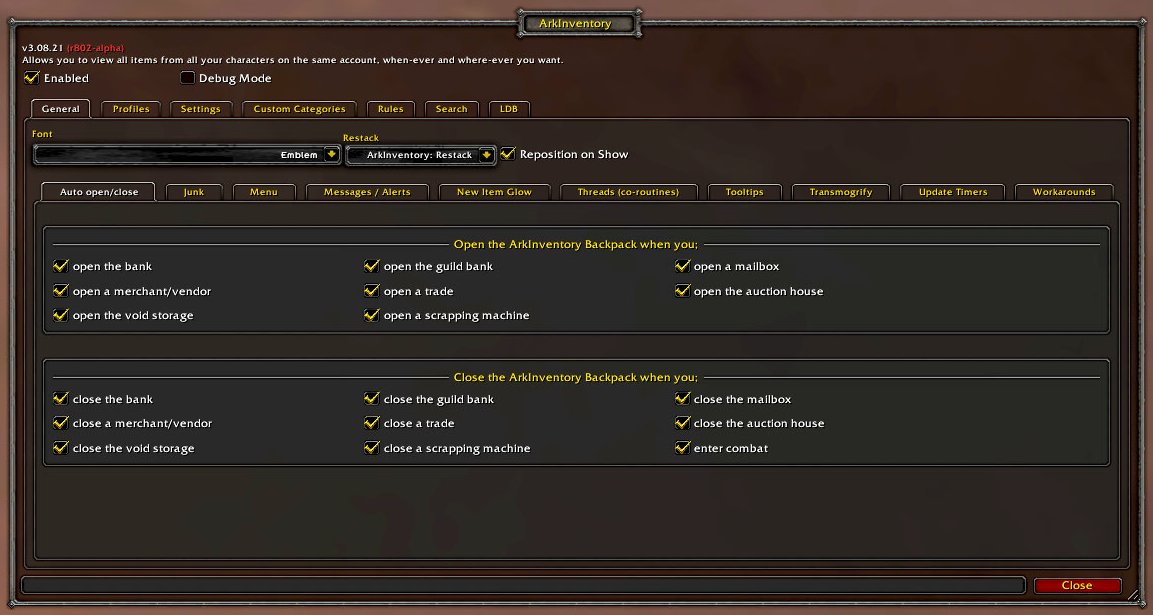 ArkInventory
v3.08.21 (r802-alpha)
Allows you to view all items from all your characters on the same account, when-ever and where-ever you want.
Enabled Debug Mode
General Profiles Settings Custom Categories Rules Search LDB
Font Restack
Emblem ArkInventory: Restack Reposition on Show
Auto open/close Junk Menu Messages / Alerts New Item Glow Threads (co-routines) Tooltips Transmogrify Update Timers Workarounds
Open the ArkInventory Backpack when you;
open the bank open the guild bank open a mailbox
open a merchant/vendor open a trade open the auction house
open the void storage open a scrapping machine
Close the ArkInventory Backpack when you;
close the bank close the guild bank close the mailbox
close a merchant/vendor close a trade close the auction house
close the void storage close a scrapping machine enter combat
Close